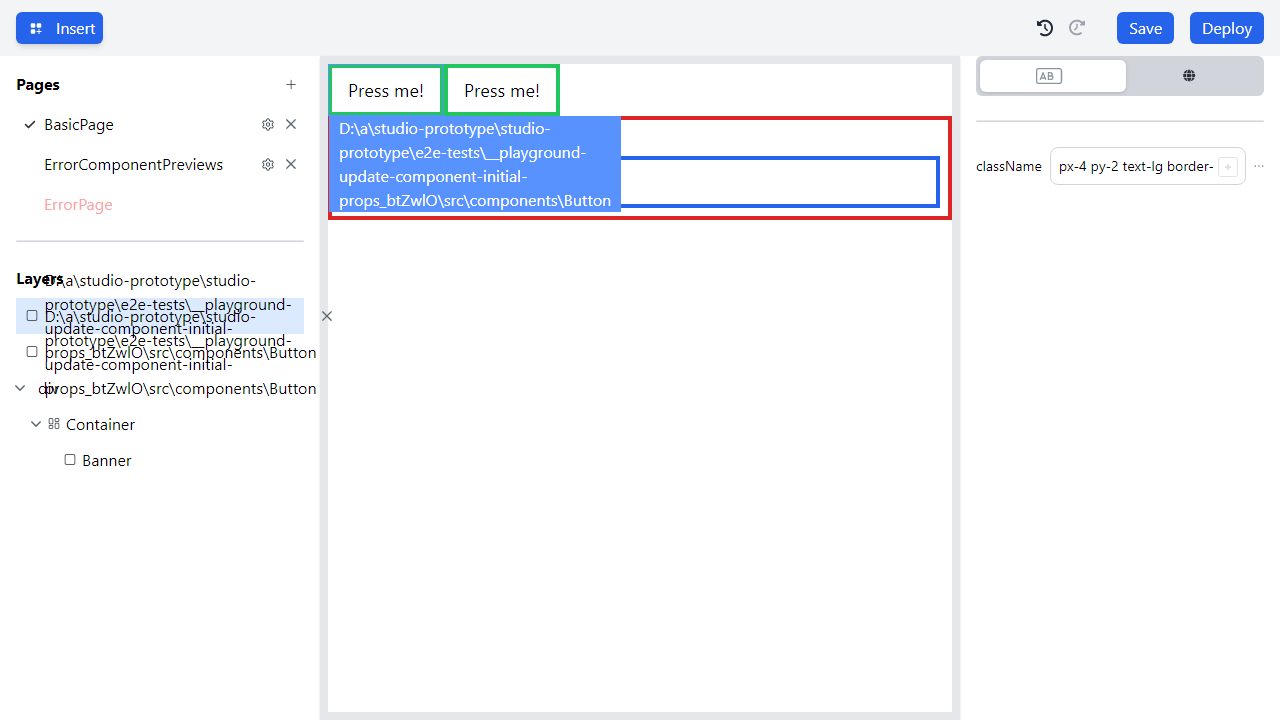 Insert
Save
Deploy
Pages
BasicPage
ErrorComponentPreviews
ErrorPage
Layers
D:\a\studio-prototype\studio-
prototype\e2e-tests\__playground-
update-component-initial-
props_btZwlO\src\components\Button
D:\a\studio-prototype\studio-
prototype\e2e-tests\__playground-
update-component-initial-
props_btZwlO\src\components\Button
div
Container
Banner
Press me!
Press me!
D:\a\studio-prototype\studio-
prototype\e2e-tests\__playground-
update-component-initial-
props_btZwlO\src\components\Button
AB
className
px-4 py-2 text-lg border-